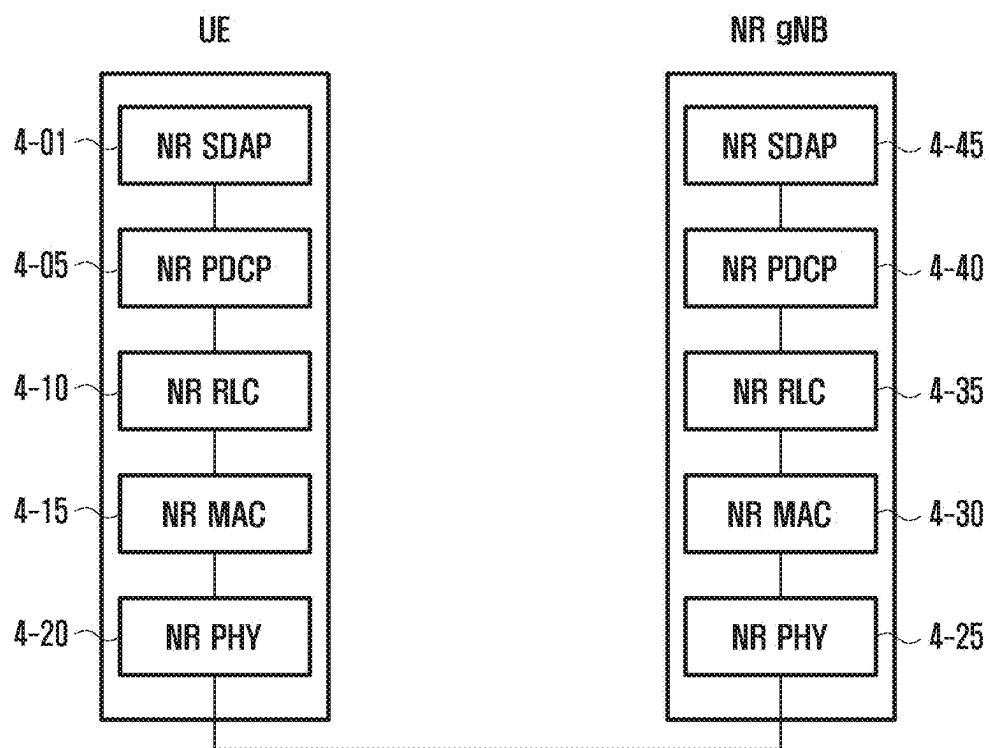 UE NR gNB
4-01 NR SDAP NR SDAP 4-45
4-05 NR PDCP NR PDCP 4-40
4-10 NR RLC NR RLC 4-35
4-15 NR MAC NR MAC 4-30
4-20 NR PHY NR PHY 4-25